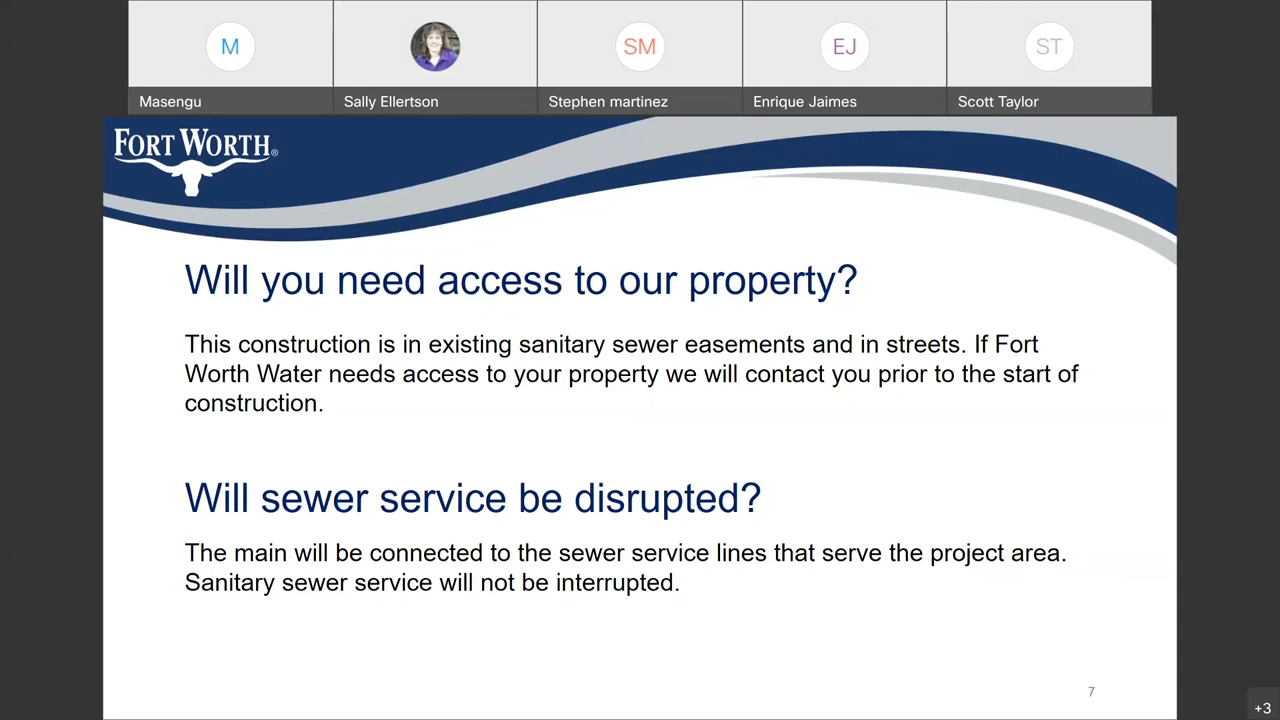 M
SM
EJ
ST
Masengu
Sally Ellertson
Stephen martinez
Enrique Jaimes
Scott Taylor
FORT WORTH®
Will you need access to our property?
This construction is in existing sanitary sewer easements and in streets. If Fort
Worth Water needs access to your property we will contact you prior to the start of
construction.
Will sewer service be disrupted?
The main will be connected to the sewer service lines that serve the project area.
Sanitary sewer service will not be interrupted.
7
+3